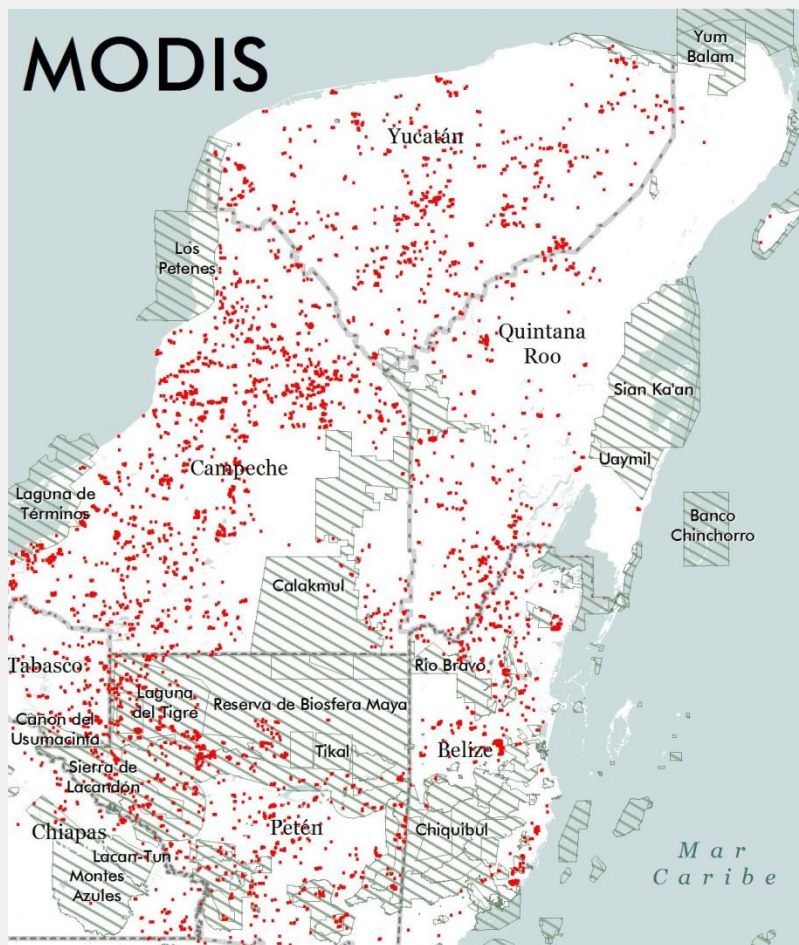 MODIS
Yum
Balam
Yucatán
Los
Petenes
Quintana
Roo
Sian Ka'an
Campeche
Uaymil
Laguna de
Términos
Banco
Chinchorro
Calakmul
Tabasco
Rio Bravo
Laguna
del Tigre
Reserva de Biosfera Maya
Cañon del
Usumacinta
Tikal
Belize
Sierra de
Lacandón
Chiapas
Petén
Chiquibul
Lacan-Tun
Montes
Azules
Mar
Caribe